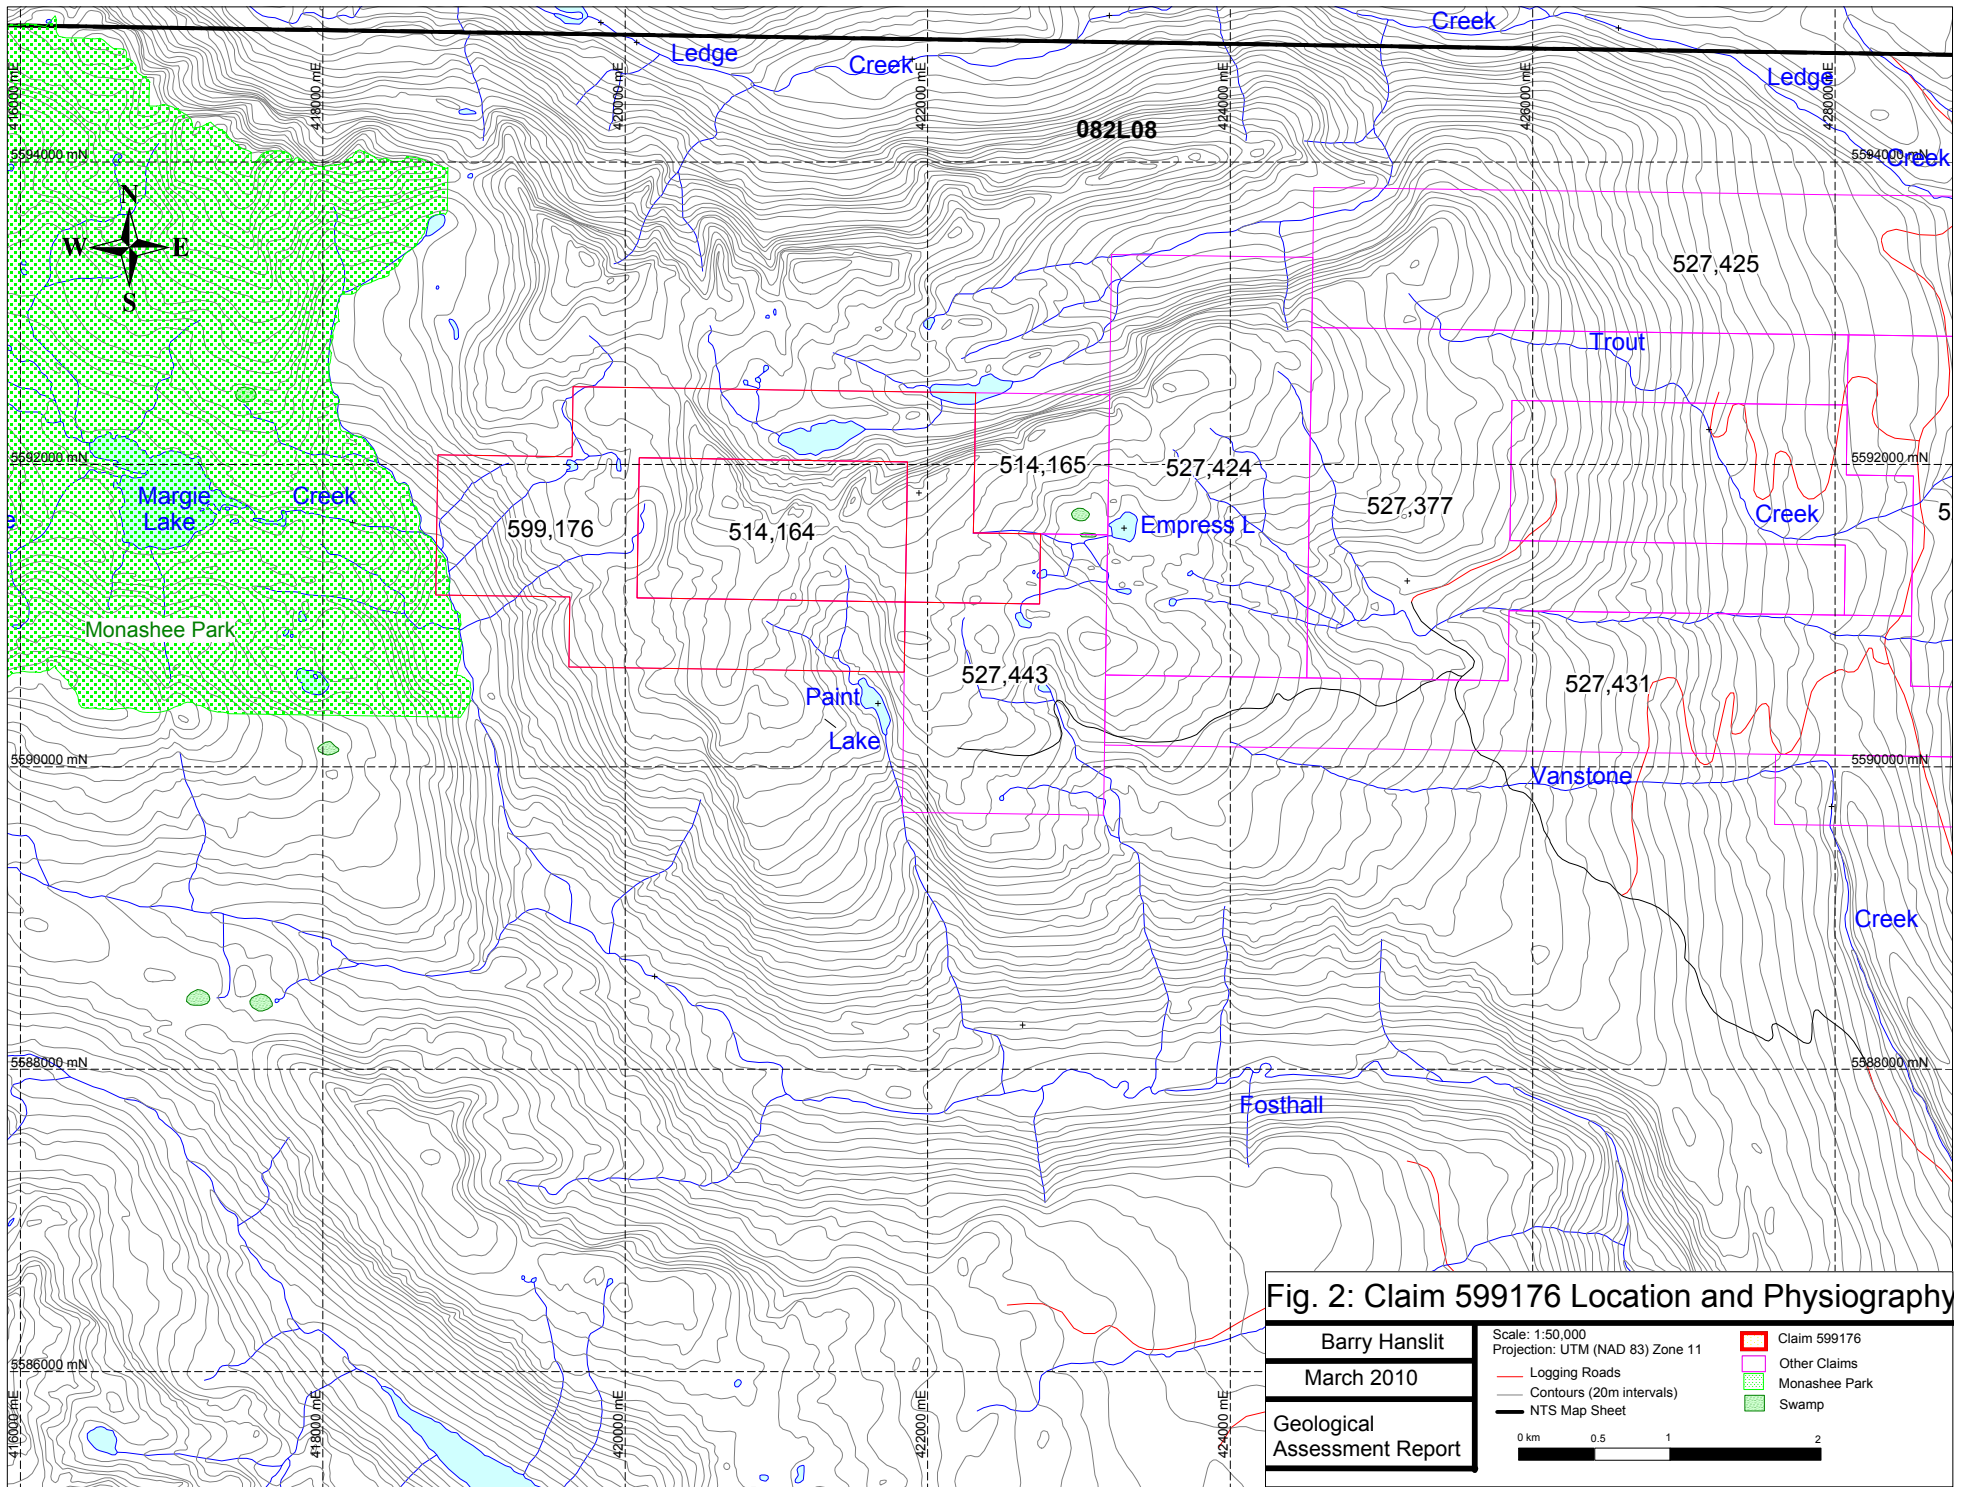 Creek
Ledge
Creek
Ledge
Creek
416000 mE
418000 mE
420000 mE
422000 mE
424000 mE
426000 mE
428000 mE
082L08
5594000 mN
5594000 mN
N
W E
S
527,425
Trout
5592000 mN
5592000 mN
514,165
527,424
527,377
Margie
Lake
Creek
599,176
514,164
Empress L
Creek
5
e
Monashee Park
527,443
527,431
Paint
Lake
5590000 mN
5590000 mN
Vanstone
Creek
5588000 mN
5588000 mN
Fosthall
5586000 mN
416000 mE
418000 mE
420000 mE
422000 mE
424000 mE
Fig. 2: Claim 599176 Location and Physiography
Barry Hanslit
March 2010
Geological
Assessment Report
Scale: 1:50,000
Projection: UTM (NAD 83) Zone 11
Logging Roads
Contours (20m intervals)
NTS Map Sheet
Claim 599176
Other Claims
Monashee Park
Swamp
0 km 0.5 1 2